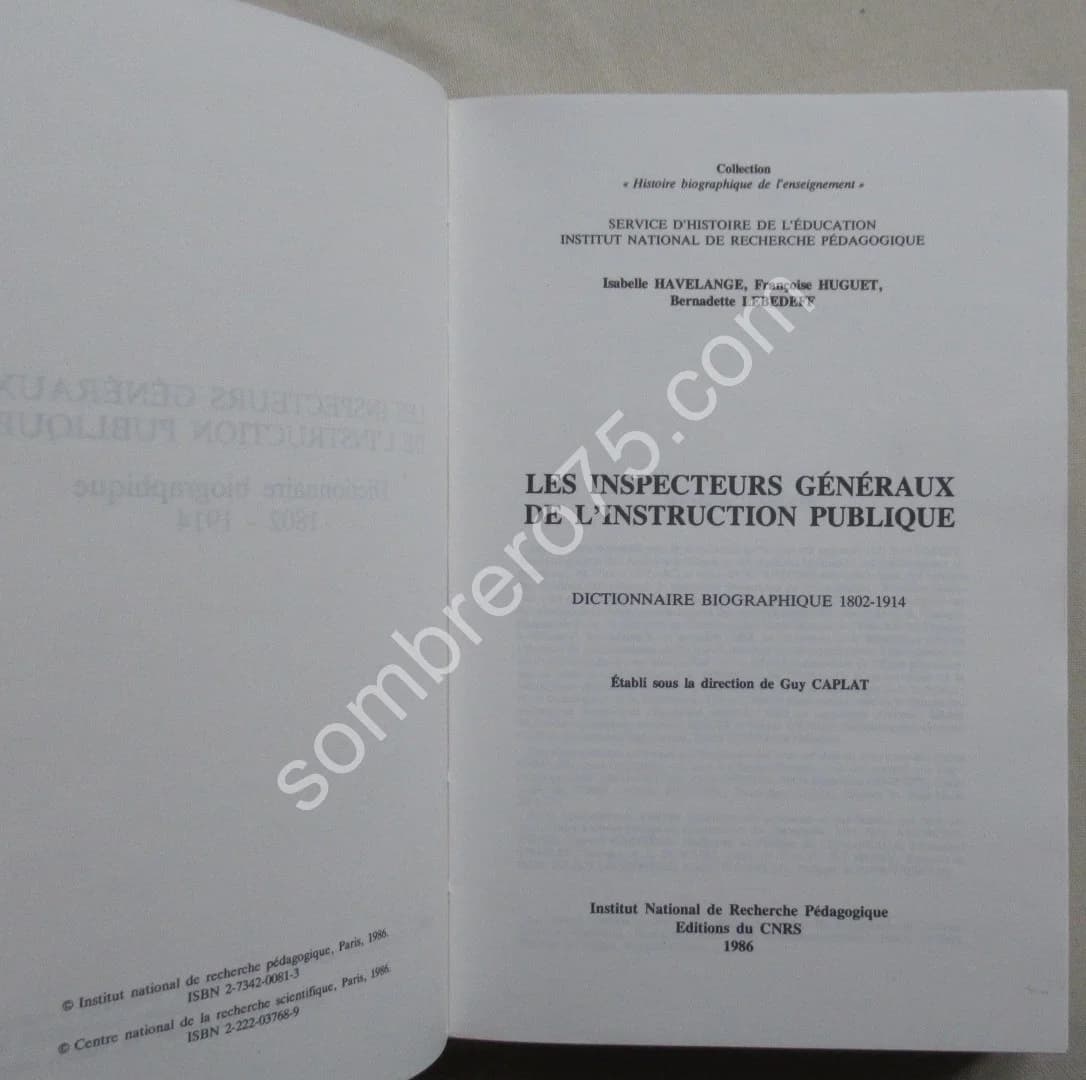 © Institut national de recherche pédagogique, Paris, 1986.
ISBN 2-7342-0081-3
© Centre national de la recherche scientifique, Paris, 1986.
ISBN 2-222-03768-9
Collection
« Histoire biographique de l'enseignement »
SERVICE D'HISTOIRE DE L'ÉDUCATION
INSTITUT NATIONAL DE RECHERCHE PÉDAGOGIQUE
Isabelle HAVELANGE, Françoise HUGUET,
Bernadette LEBEDEFF
LES INSPECTEURS GÉNÉRAUX
DE L'INSTRUCTION PUBLIQUE
DICTIONNAIRE BIOGRAPHIQUE 1802-1914
Établi sous la direction de Guy CAPLAT
Institut National de Recherche Pédagogique
Editions du CNRS
1986
sombrero75.com